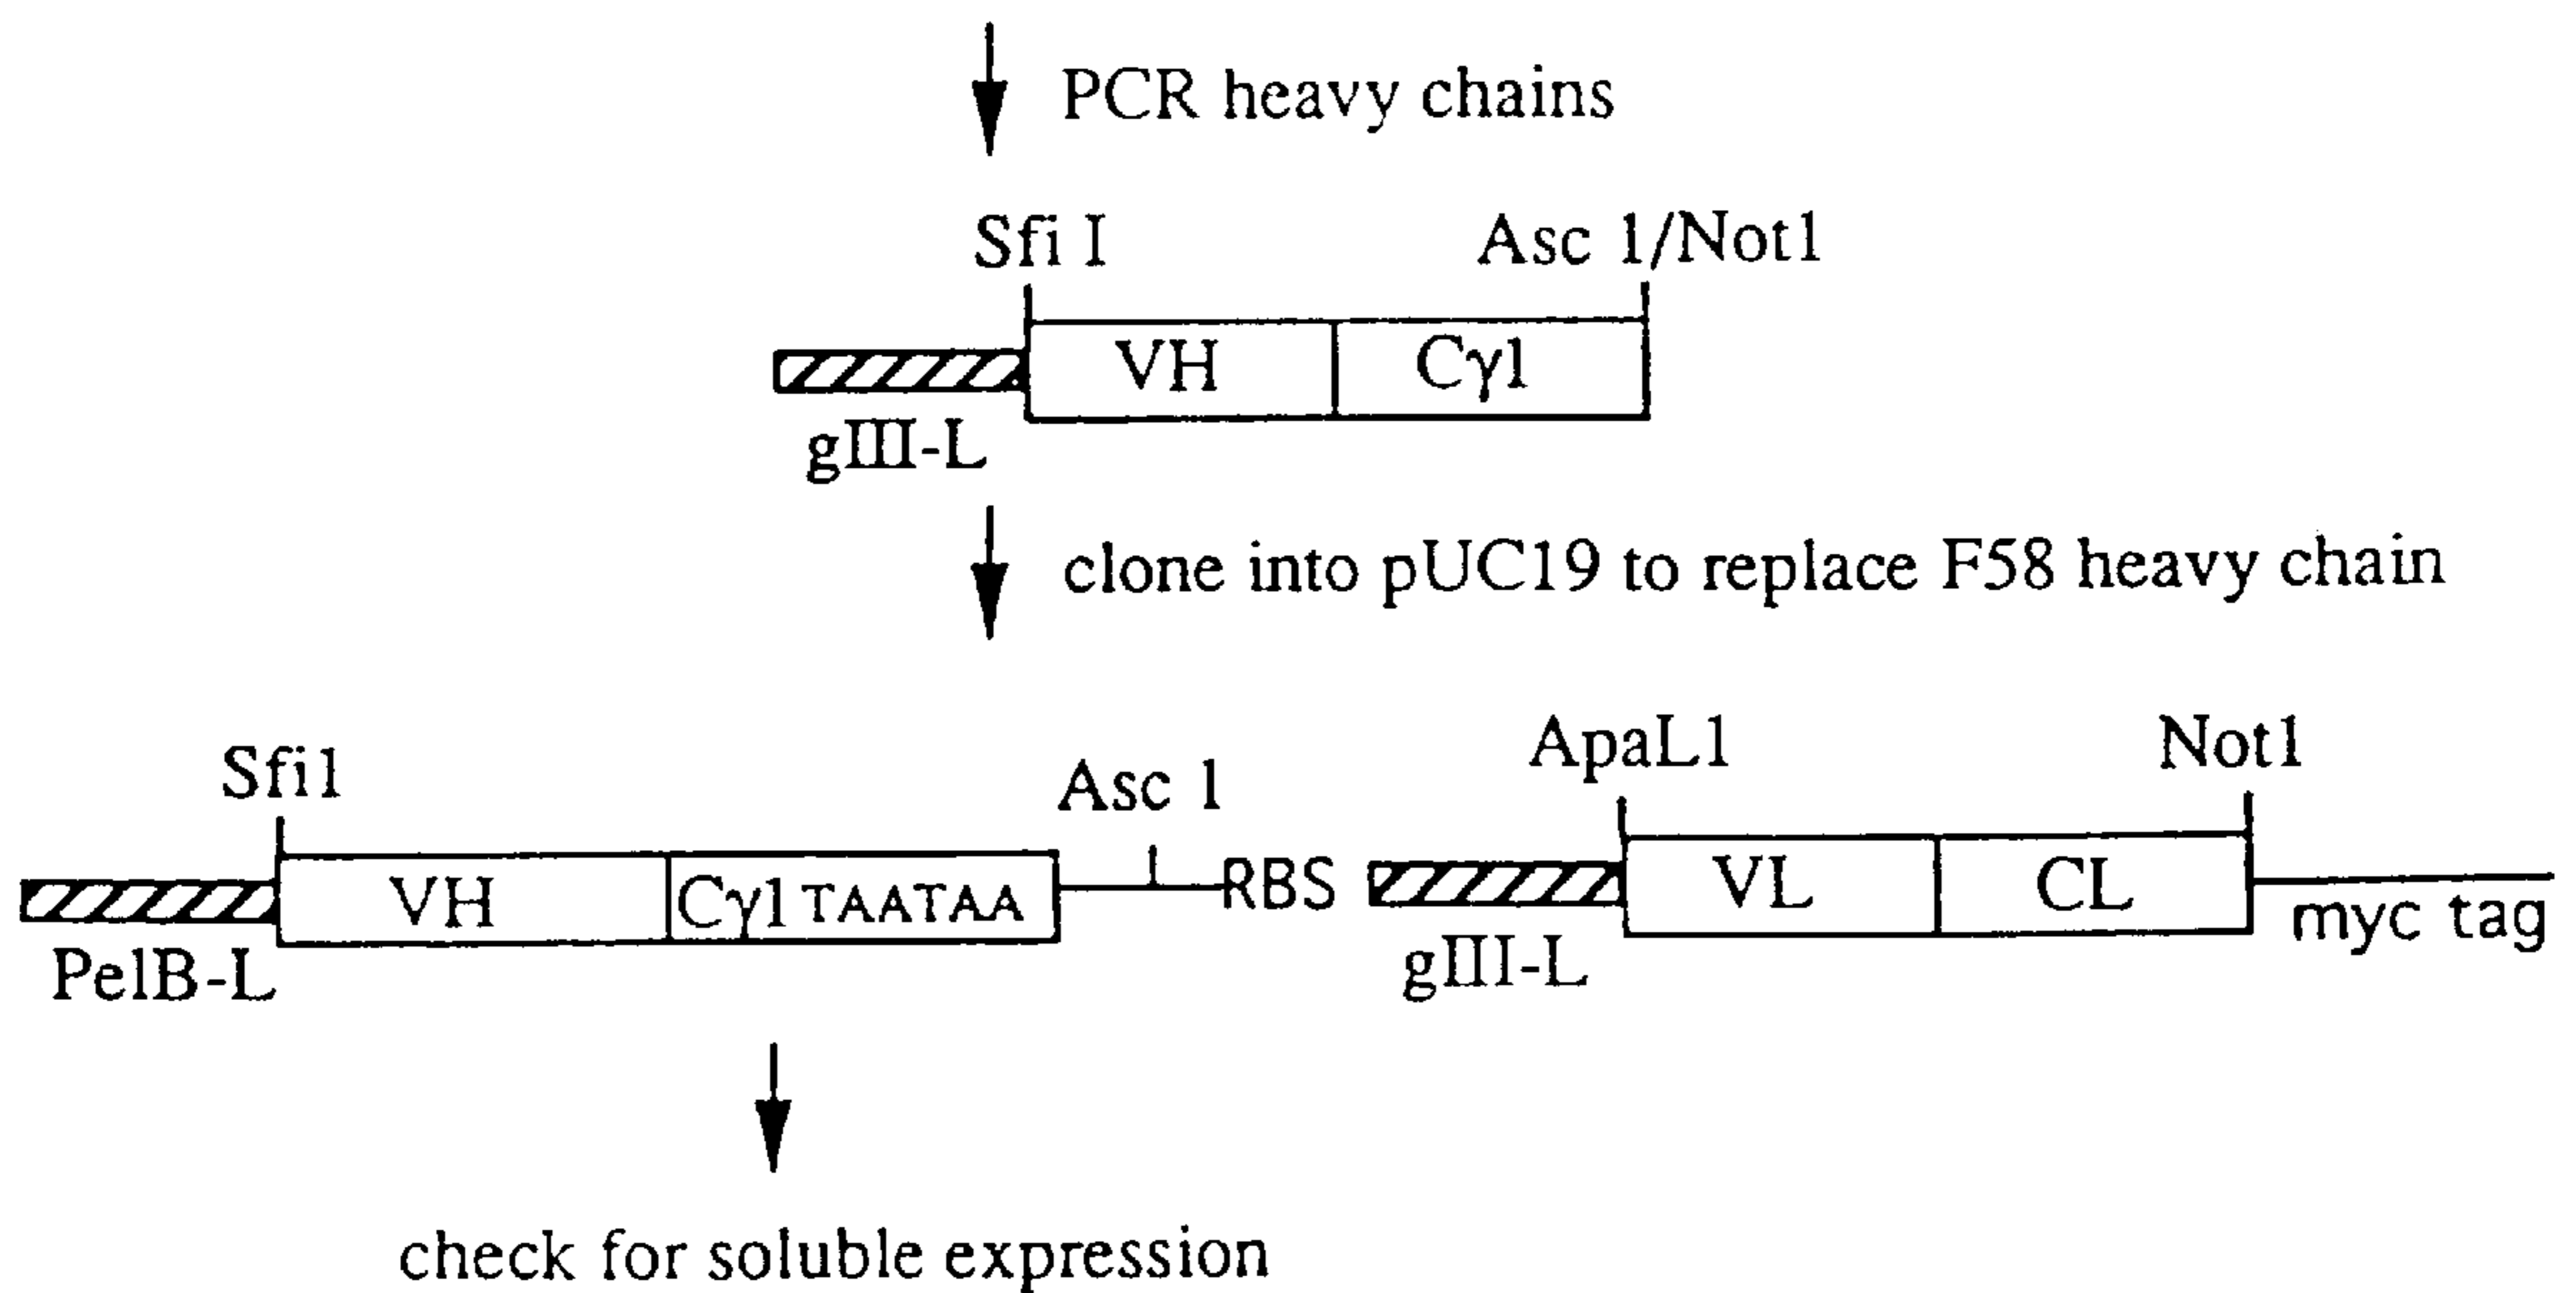 PCR heavy chains
Sfi I
Asc 1/Not1
VH
Cγ1
gIII-L
clone into pUC19 to replace F58 heavy chain
Sfi1
Asc 1
ApaL1
Not1
VH
Cγ1 TAATAA
RBS
VL
CL
myc tag
PelB-L
gIII-L
check for soluble expression